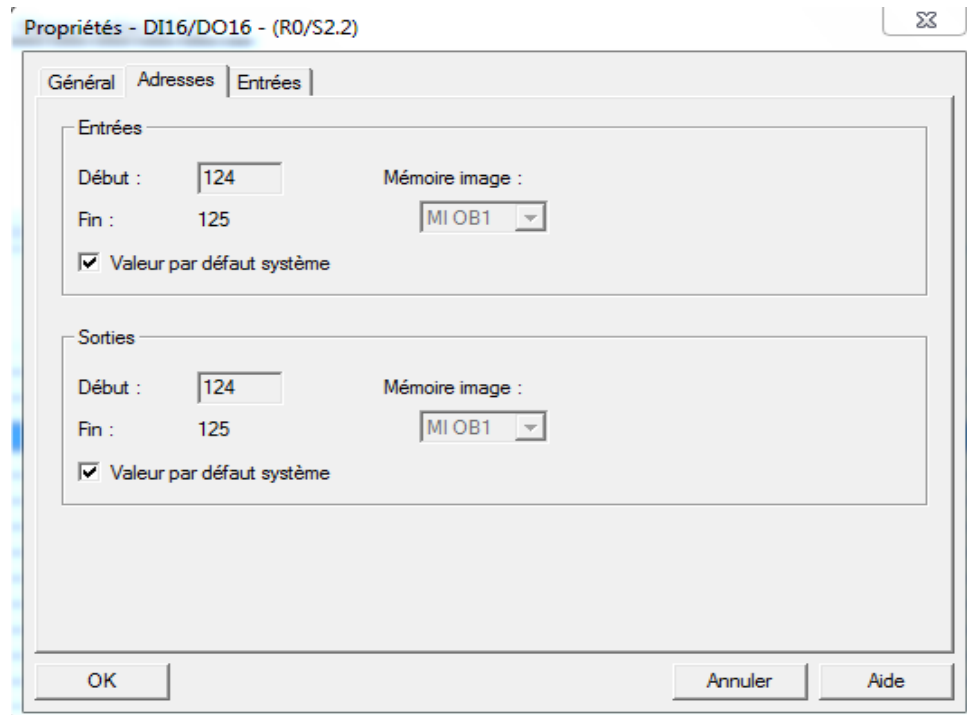 Propriétés - DI16/DO16 - (R0/S2.2)
Général Adresses Entrées
Entrées
Début : 124 Mémoire image :
Fin : 125 MI OB1
Valeur par défaut système
Sorties
Début : 124 Mémoire image :
Fin : 125 MI OB1
Valeur par défaut système
OK Annuler Aide